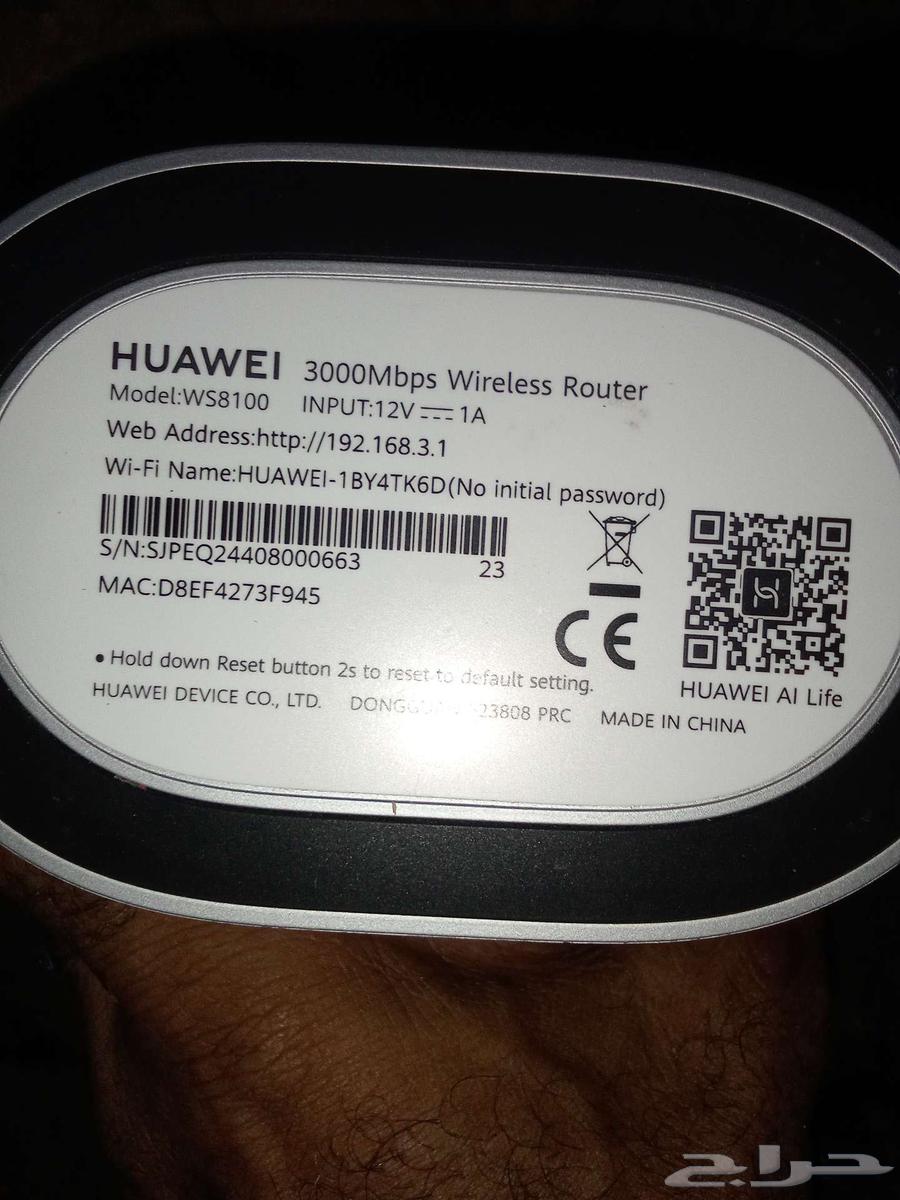 HUAWEI 3000Mbps Wireless Router
Model:WS8100 INPUT:12V 1A
Web Address:http://192.168.3.1
Wi-Fi Name:HUAWEI-1BY4TK6D(No initial password)
S/N:SJPEQ24408000663 23
MAC:D8EF4273F945
CE
• Hold down Reset button 2s to reset to default setting.
HUAWEI AI Life
HUAWEI DEVICE CO., LTD. PRC MADE IN CHINA
حراج